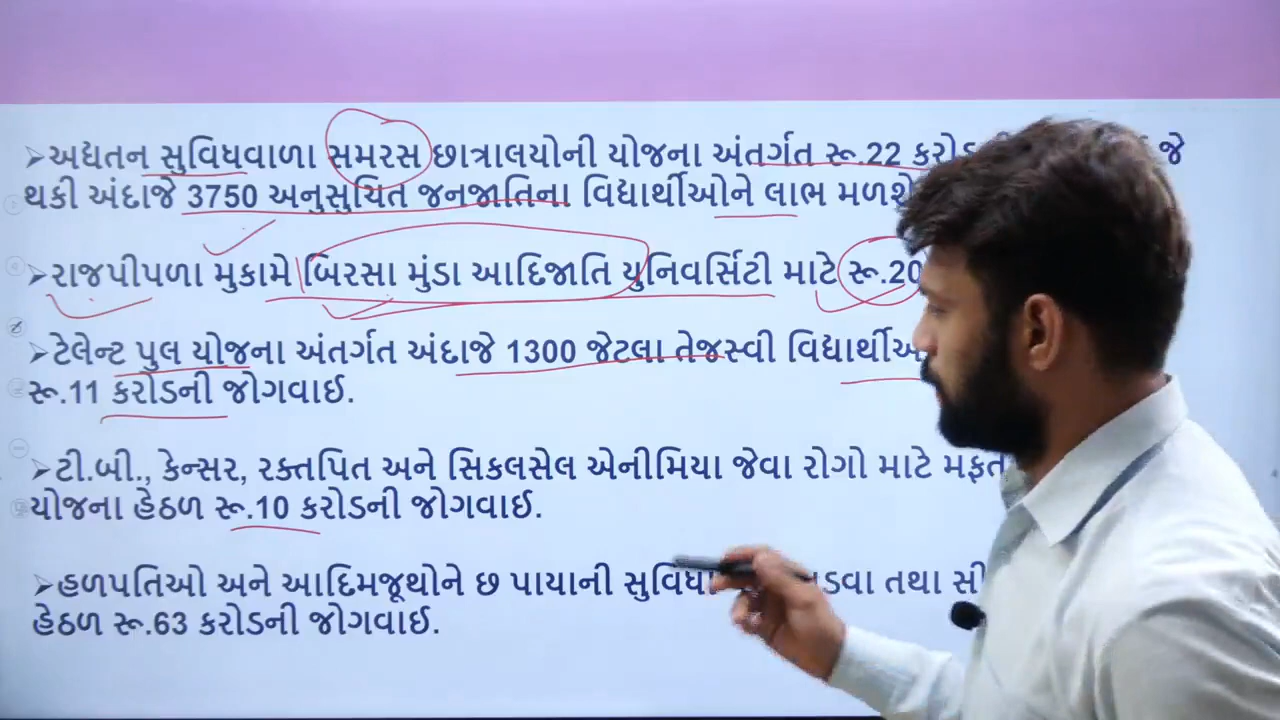 ➢અદ્યતન સુવિધવાળા સમરસ છાત્રાલયોની યોજના અંતર્ગત રૂ.22 જે
થકી અંદાજે 3750 અનુસુચિત જનજાતિના વિદ્યાર્થીઓને લાભ મળશે
➢રાજપીપળા મુકામે બિરસા મુંડા આદિજાતિ યુનિવર્સિટી માટે રૂ.20
➢ટેલેન્ટ પુલ યોજના અંતર્ગત અંદાજે 1300 જેટલા તેજસ્વી
રૂ.11 કરોડની જોગવાઈ.
➢ટી.બી., કેન્સર, રક્તપિત અને સિકલસેલ એનીમિયા જેવા રોગો માટે મફત
યોજના હેઠળ રૂ.10 કરોડની જોગવાઈ.
➢હળપતિઓ અને આદિમજૂથોને છ પાયાની તથા
હેઠળ રૂ.63 કરોડની જોગવાઈ.